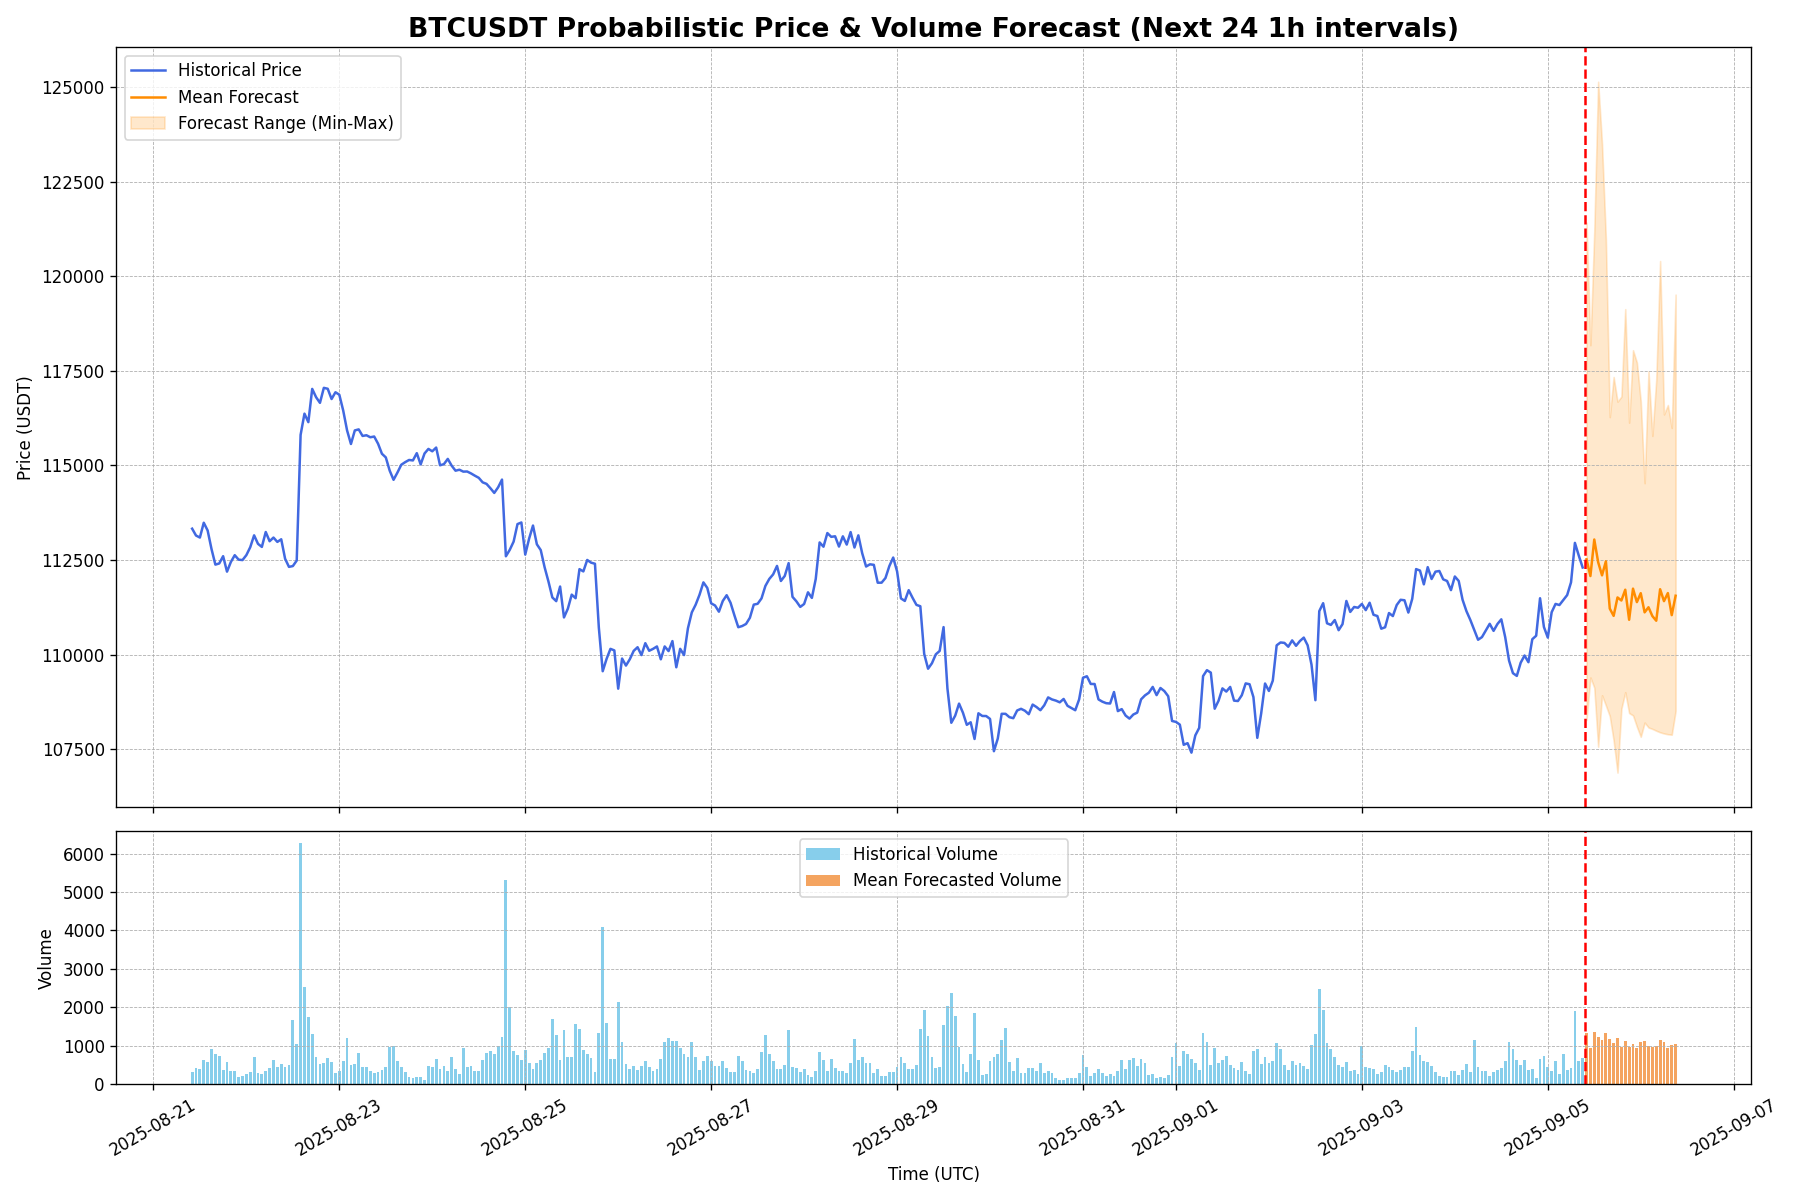 BTCUSDT Probabilistic Price & Volume Forecast (Next 24 1h intervals)
Historical Price
Mean Forecast
Forecast Range (Min-Max)
125000
122500
120000
117500
115000
112500
110000
107500
Price (USDT)
Historical Volume
Mean Forecasted Volume
6000
5000
4000
3000
2000
1000
0
Volume
2025-08-21
2025-08-23
2025-08-25
2025-08-27
2025-08-29
2025-08-31
2025-09-01
2025-09-03
2025-09-05
2025-09-07
Time (UTC)